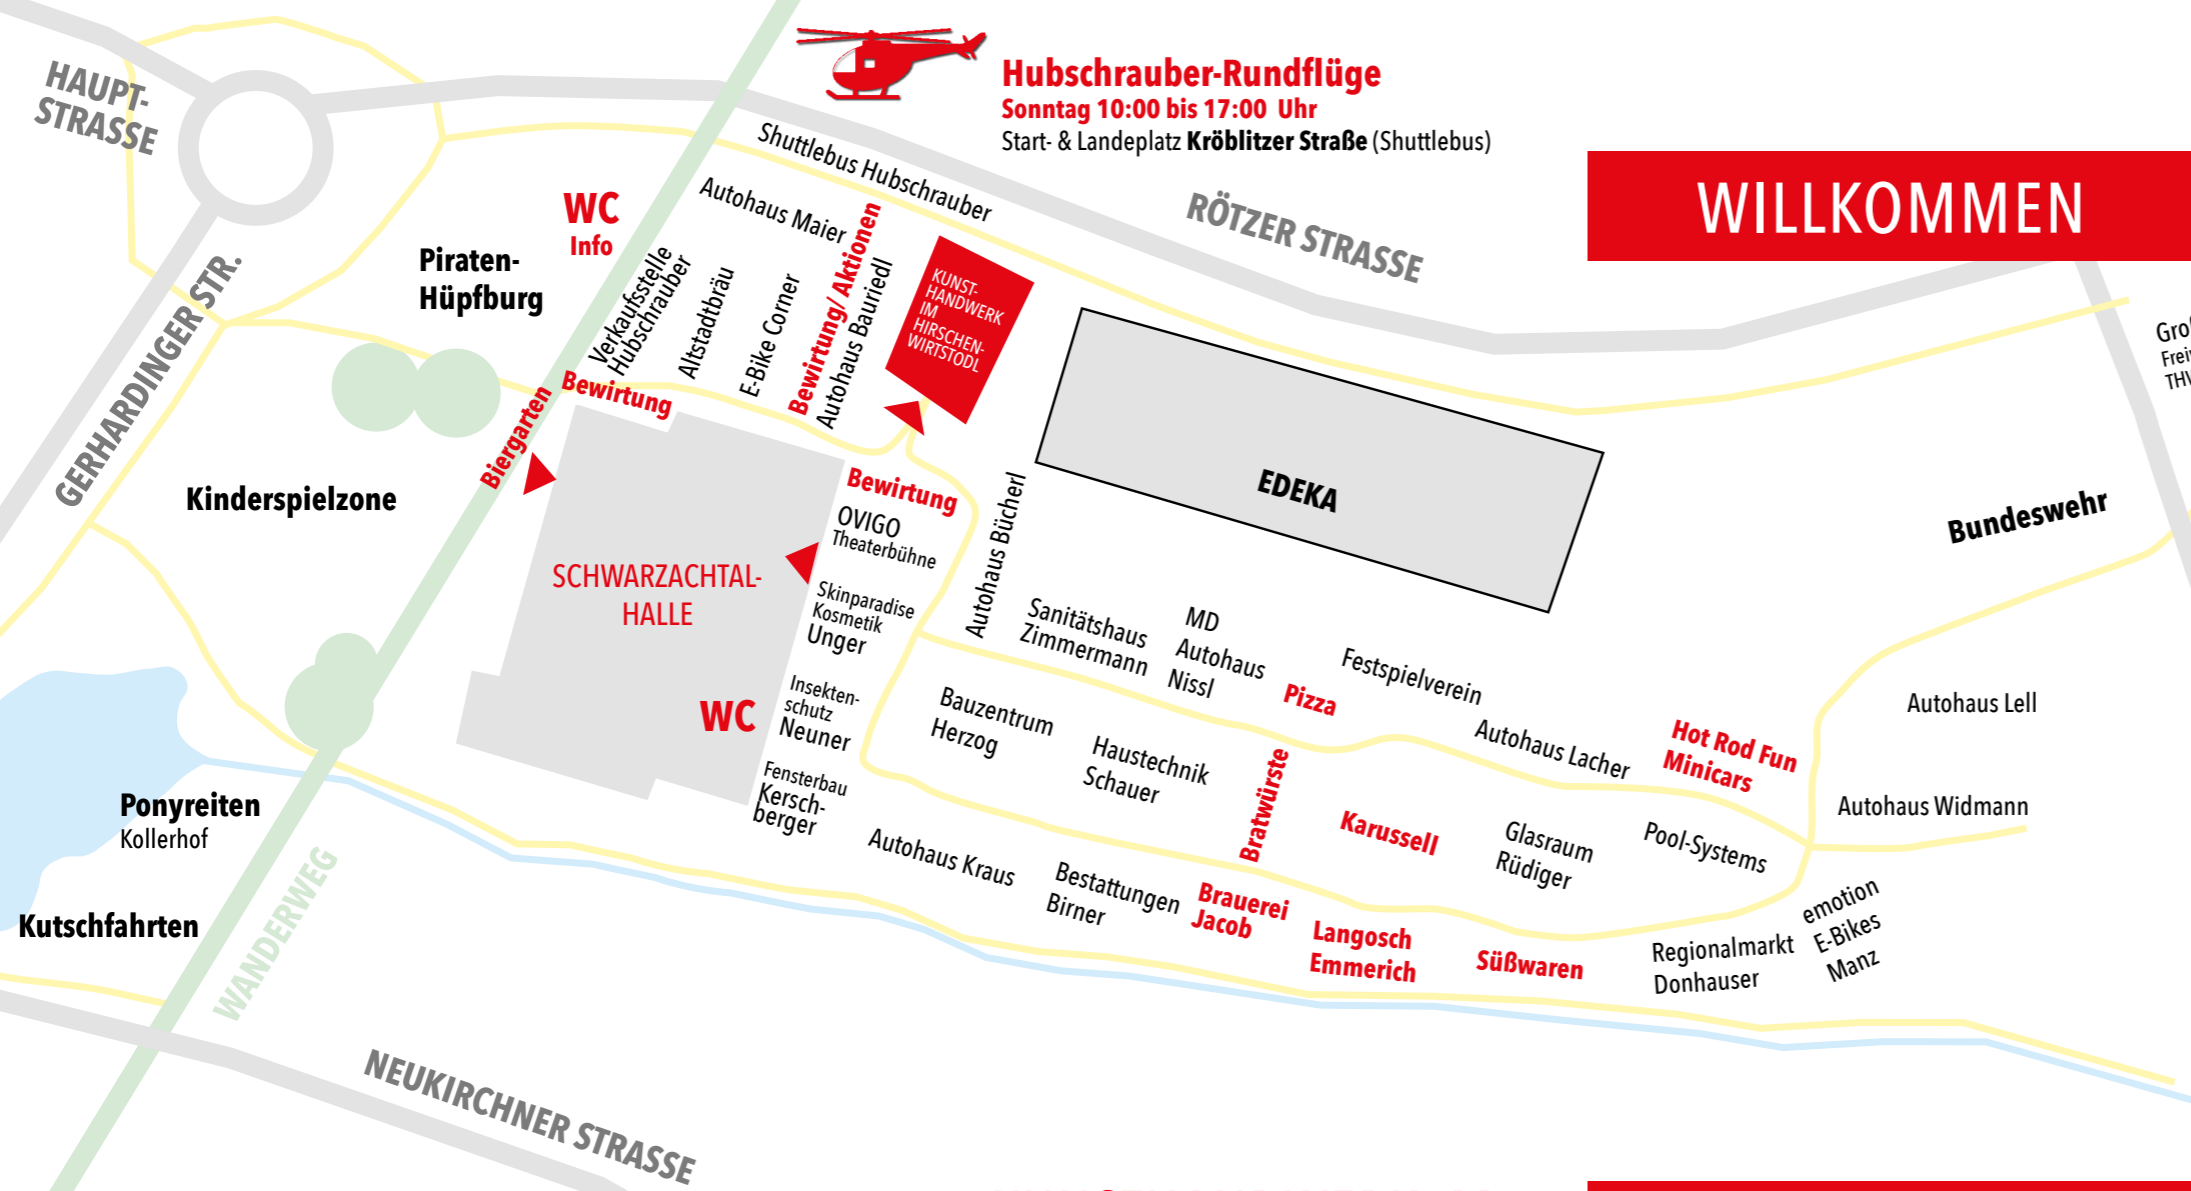 HAUPT-
STRASSE
GERHARDINGER STR.
Hubschrauber-Rundflüge
Sonntag 10:00 bis 17:00 Uhr
Start- & Landeplatz Kröblitzer Straße (Shuttlebus)
RÖTZER STRASSE
WILLKOMMEN
Shuttlebus Hubschrauber
WC
Info
Piraten-
Hüpfburg
Autohaus Maier
Verkaufsstelle
Hubschrauber
Altstadtbräu
E-Bike Corner
Bewirtung/Aktionen
Autohaus Bauriedl
KUNST-
HANDWERK
IM
HIRSCHEN-
WIRTSTODL
Bewirtung
Biergarten
Kinderspielzone
SCHWARZACHTAL-
HALLE
WC
Bewirtung
OVIGO
Theaterbühne
Skinparadise
Kosmetik
Unger
Insekten-
schutz
Neuner
Fensterbau
Kersch-
berger
EDEKA
Bundeswehr
Autohaus Bücherl
Sanitätshaus
Zimmermann
MD
Autohaus
Nissl
Pizza
Festspielverein
Autohaus Lacher
Hot Rod Fun
Minicars
Autohaus Lell
Autohaus Widmann
Bauzentrum
Herzog
Haustechnik
Schauer
Bratwürste
Karussell
Glasraum
Rüdiger
Pool-Systems
Autohaus Kraus
Bestattungen
Birner
Brauerei
Jacob
Langosch
Emmerich
Süßwaren
Regionalmarkt
Donhauser
emotion
E-Bikes
Manz
Ponyreiten
Kollerhof
Kutschfahrten
WANDERWEG
NEUKIRCHNER STRASSE